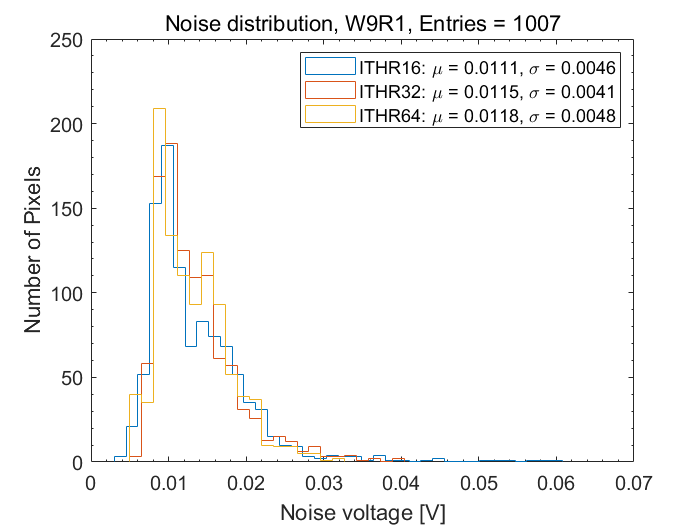 Noise distribution, W9R1, Entries = 1007
250
200
150
100
50
0
Number of Pixels
ITHR16: μ = 0.0111, σ = 0.0046
ITHR32: μ = 0.0115, σ = 0.0041
ITHR64: μ = 0.0118, σ = 0.0048
0 0.01 0.02 0.03 0.04 0.05 0.06 0.07
Noise voltage [V]